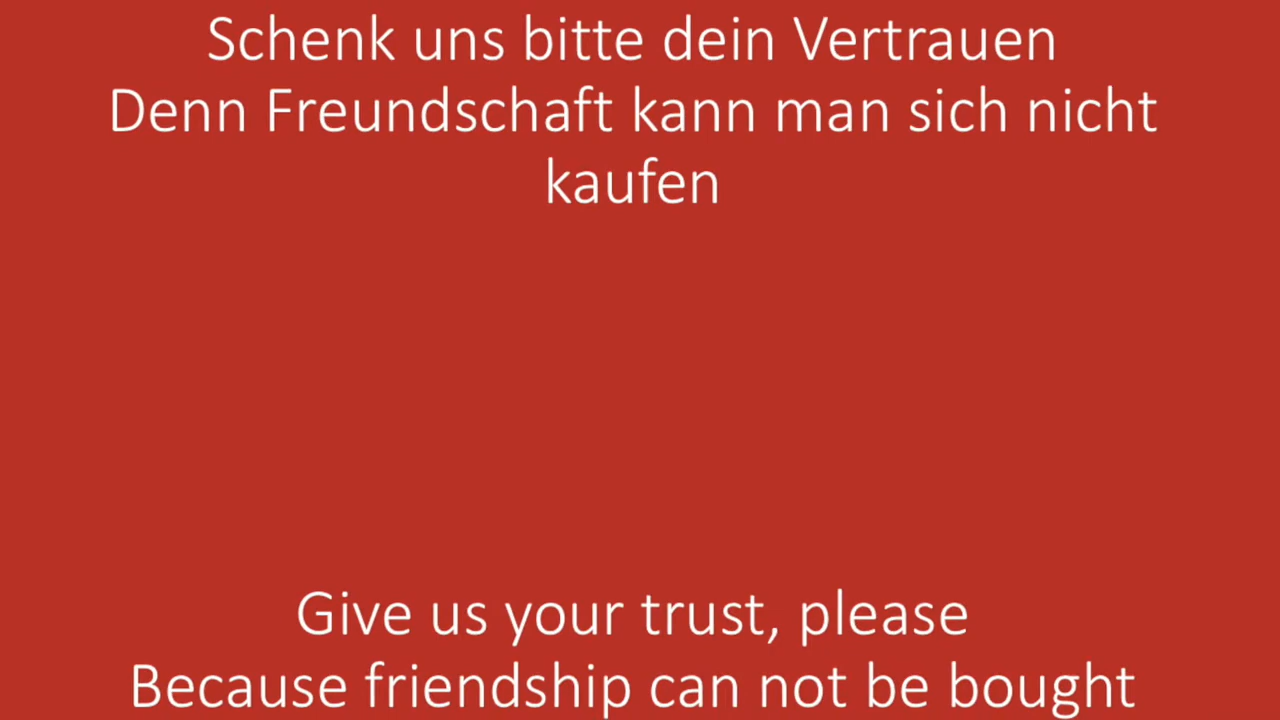 Schenk uns bitte dein Vertrauen
Denn Freundschaft kann man sich nicht
kaufen
Give us your trust, please
Because friendship can not be bought